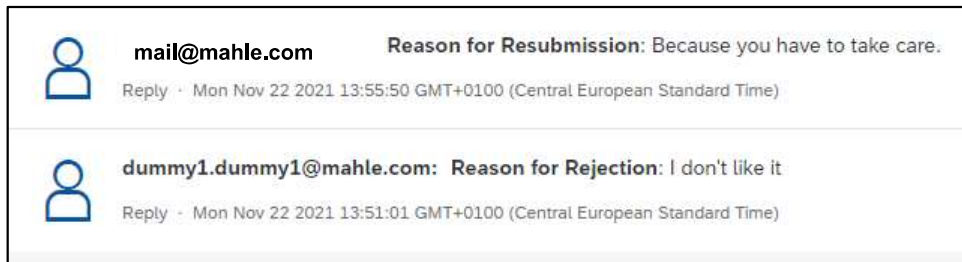 mail@mahle.com Reason for Resubmission: Because you have to take care.
Reply · Mon Nov 22 2021 13:55:50 GMT+0100 (Central European Standard Time)
dummy1.dummy1@mahle.com: Reason for Rejection: I don't like it
Reply · Mon Nov 22 2021 13:51:01 GMT+0100 (Central European Standard Time)